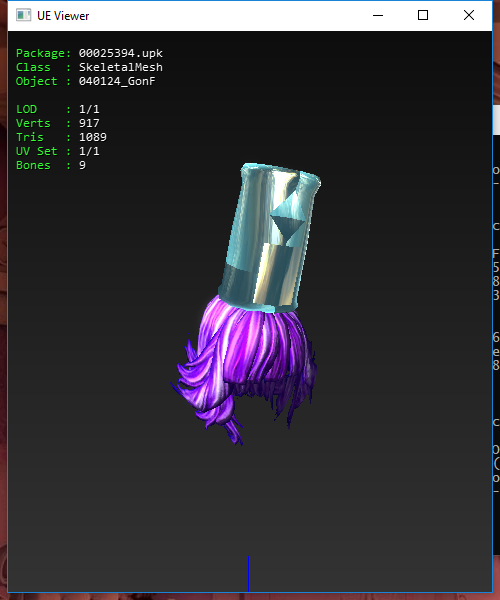 UE Viewer
Package: 00025394.upk
Class  : SkeletalMesh
Object : 040124_GonF
LOD    : 1/1
Verts  : 917
Tris   : 1089
UV Set : 1/1
Bones  : 9